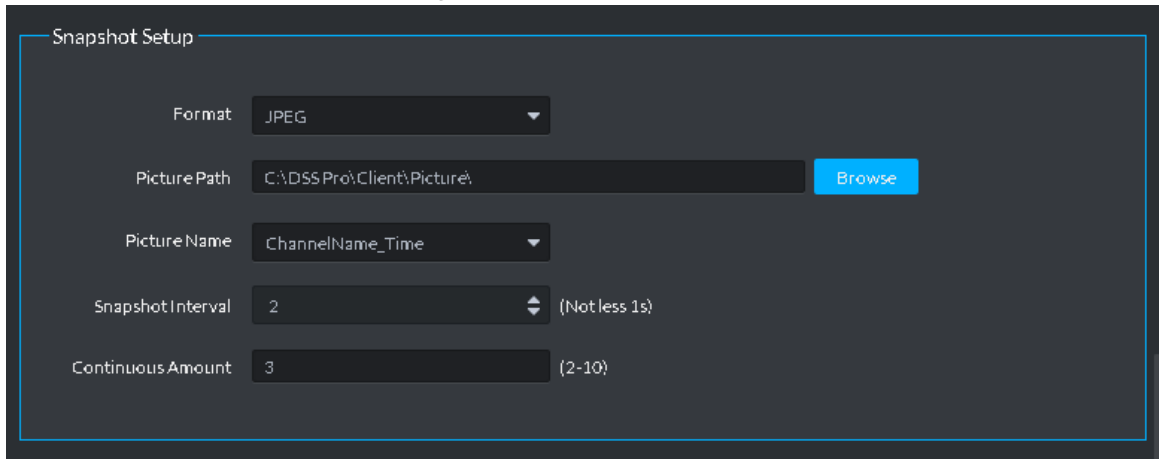 Snapshot Setup
Format JPEG
Picture Path C:\DSS Pro\Client\Picture\ Browse
Picture Name ChannelName_Time
Snapshot Interval 2 (Not less 1s)
Continuous Amount 3 (2-10)